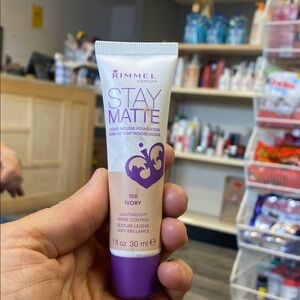 RIMMEL
LONDON
STAY
MATTE
LIQUID MOUSSE FOUNDATION
FOND DE TEINT MOUSSE LIQUIDE
100
IVORY
LIGHTWEIGHT
SHINE CONTROL
TEXTURE LÉGÈRE,
ANTI-BRILLANCE
1 fl oz 30 ml e